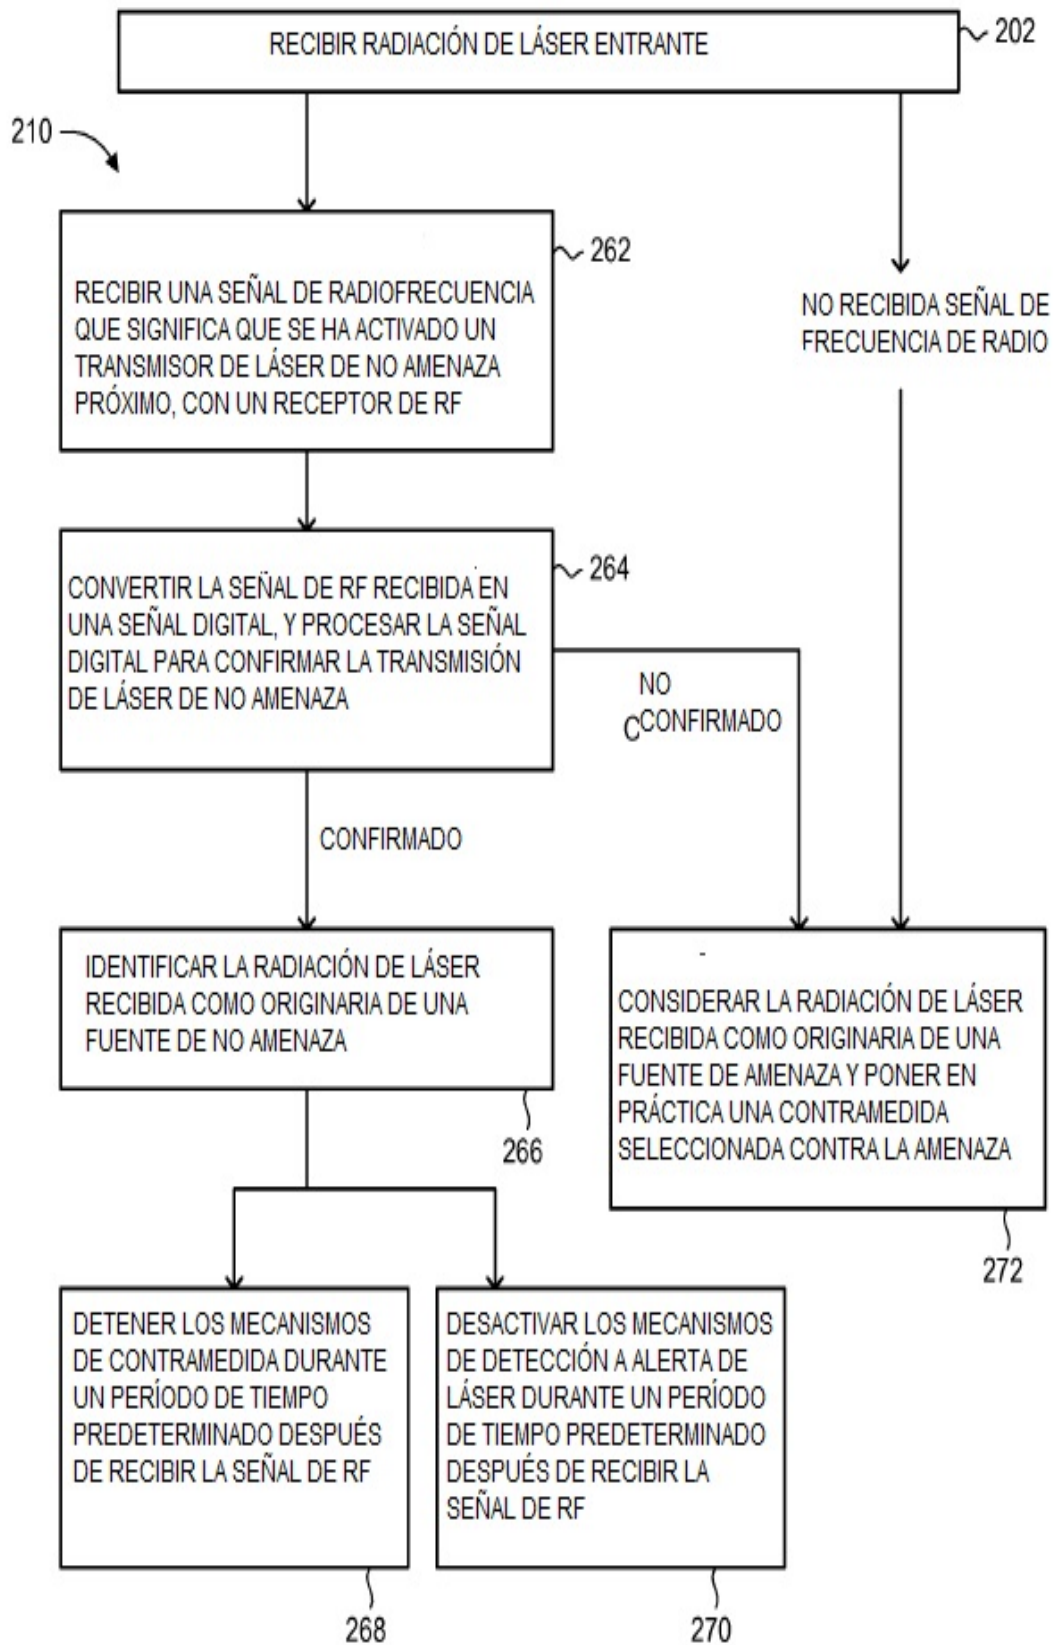 RECIBIR RADIACIÓN DE LÁSER ENTRANTE
202
210
262
RECIBIR UNA SEÑAL DE RADIOFRECUENCIA
QUE SIGNIFICA QUE SE HA ACTIVADO UN
TRANSMISOR DE LÁSER DE NO AMENAZA
PRÓXIMO, CON UN RECEPTOR DE RF
NO RECIBIDA SEÑAL DE
FRECUENCIA DE RADIO
264
CONVERTIR LA SEÑAL DE RF RECIBIDA EN
UNA SEÑAL DIGITAL, Y PROCESAR LA SEÑAL
DIGITAL PARA CONFIRMAR LA TRANSMISIÓN
DE LÁSER DE NO AMENAZA
NO
CCONFIRMADO
CONFIRMADO
IDENTIFICAR LA RADIACIÓN DE LÁSER
RECIBIDA COMO ORIGINARIA DE UNA
FUENTE DE NO AMENAZA
266
CONSIDERAR LA RADIACIÓN DE LÁSER
RECIBIDA COMO ORIGINARIA DE UNA
FUENTE DE AMENAZA Y PONER EN
PRÁCTICA UNA CONTRAMEDIDA
SELECCIONADA CONTRA LA AMENAZA
272
DETENER LOS MECANISMOS
DE CONTRAMEDIDA DURANTE
UN PERÍODO DE TIEMPO
PREDETERMINADO DESPUÉS
DE RECIBIR LA SEÑAL DE RF
268
DESACTIVAR LOS MECANISMOS
DE DETECCIÓN A ALERTA DE
LÁSER DURANTE UN PERÍODO
DE TIEMPO PREDETERMINADO
DESPUÉS DE RECIBIR LA
SEÑAL DE RF
270